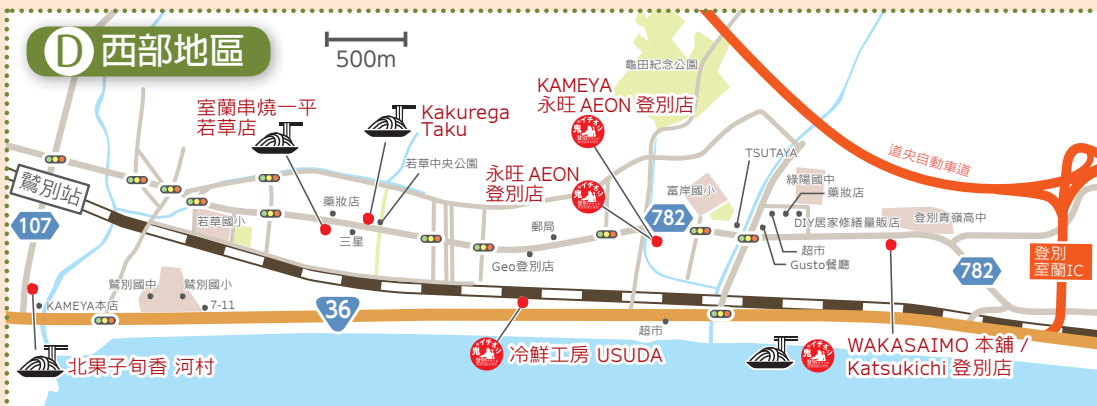 D 西部地區
500m
龜田紀念公園
KAMEYA
永旺 AEON 登別店
室蘭串燒一平
若草店
Kakurega
Taku
若草中央公園
永旺 AEON
登別店
TSUTAYA
道央自動車道
綠陽國中
藥妝店
富岸國小
鷲別站
藥妝店
若草國小
三星
郵局
782
DIY居家修繕量販店
登別青嶺高中
107
Geo登別店
超市
Gusto餐廳
782
登別
室蘭IC
鷲別國中
鷲別國小
KAMEYA本店
7-11
36
超市
北果子旬香 河村
冷鮮工房 USUDA
WAKASAIMO 本舖 /
Katsukichi 登別店